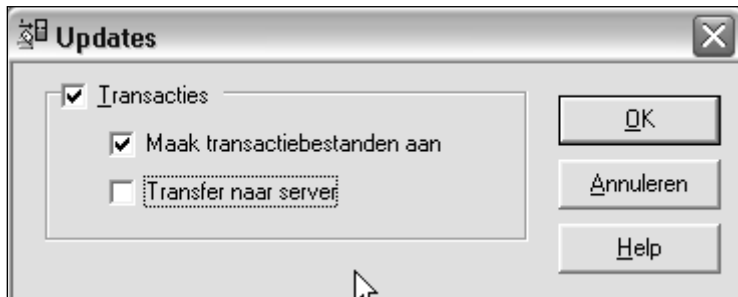 Updates
Transacties
OK
Maak transactiebestanden aan
Transfer naar server
Annuleren
Help